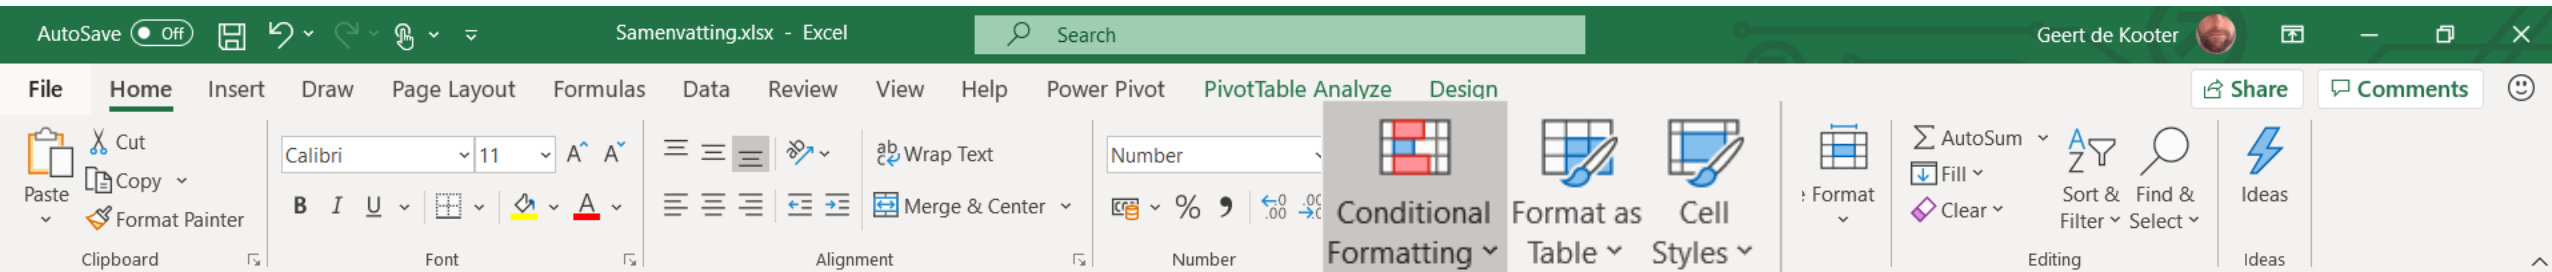 AutoSave Off Samenvatting.xlsx - Excel Search Geert de Kooter
File Home Insert Draw Page Layout Formulas Data Review View Help Power Pivot PivotTable Analyze Design Share Comments
Paste
Cut
Copy
Format Painter
Clipboard
Calibri 11
B I U A
Font
ab Wrap Text
Merge & Center
Alignment
Number
% 
Number
Conditional
Formatting
Format as
Table
Cell
Styles
Format
AutoSum
Fill
Clear
Sort &
Filter
Find &
Select
Editing
Ideas
Ideas